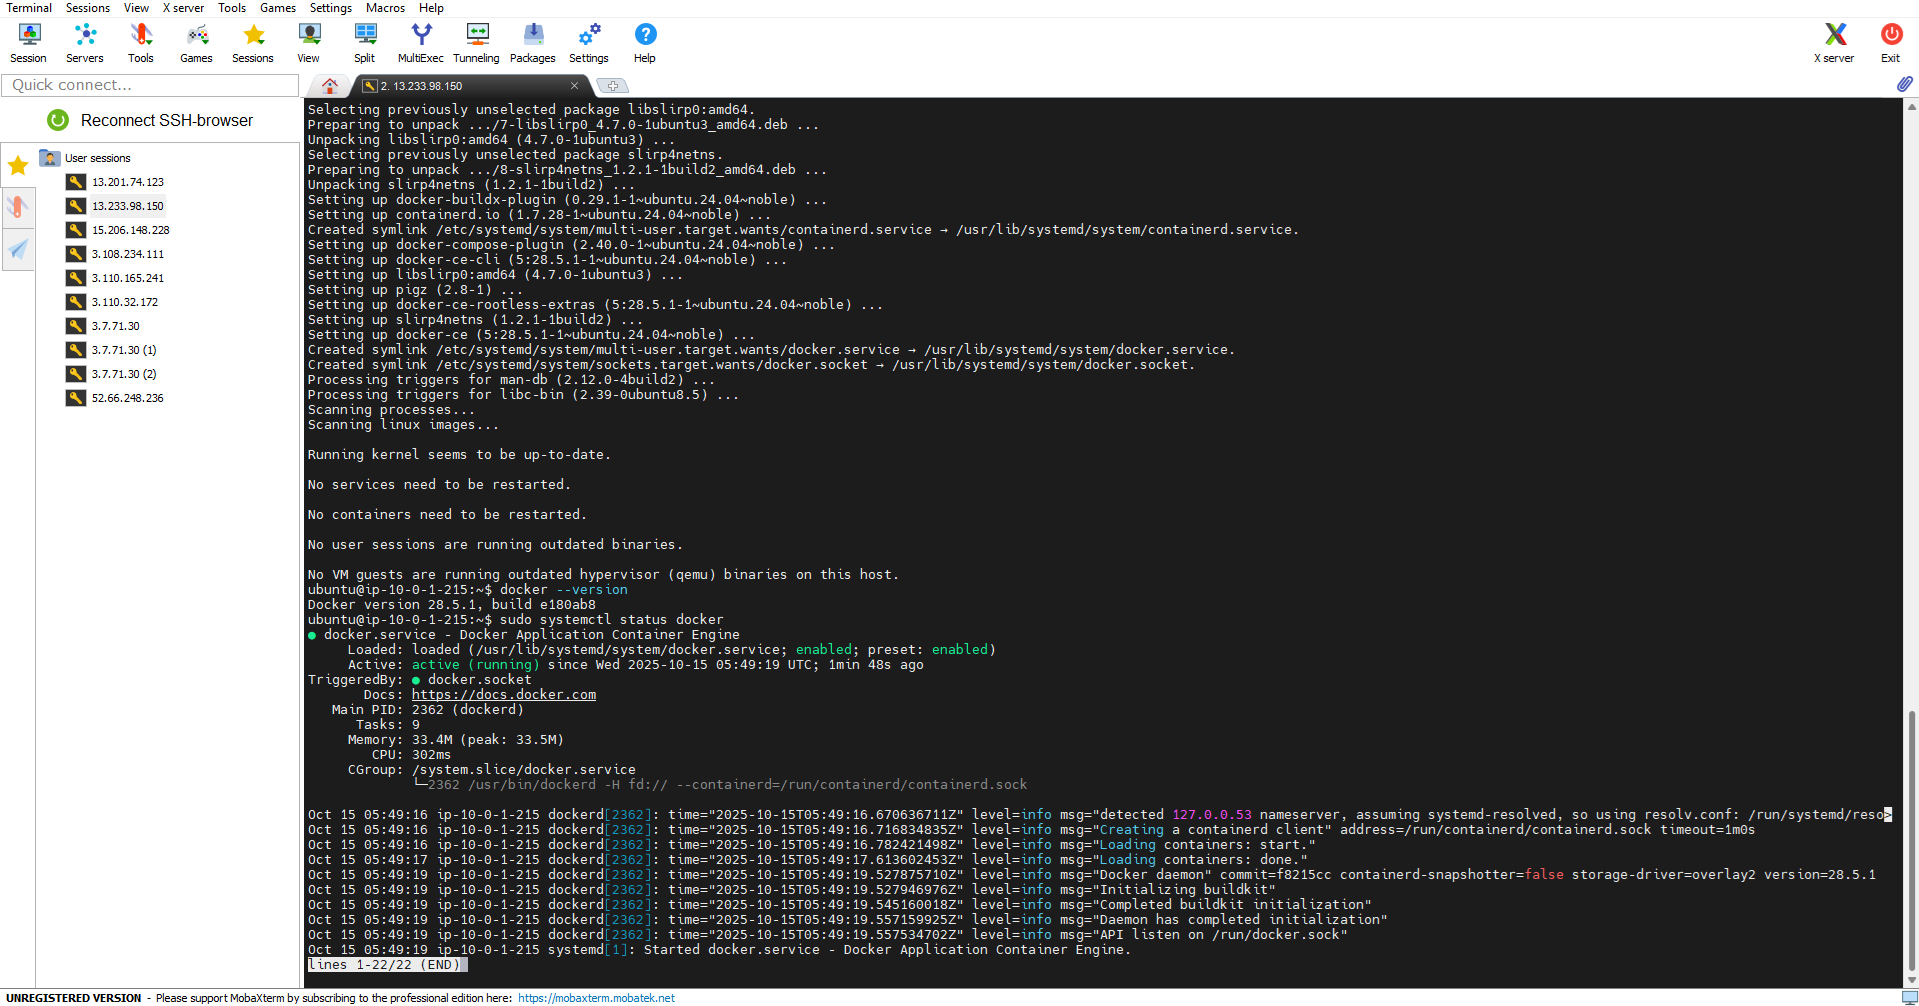 Terminal Sessions View X server Tools Games Settings Macros Help
Session Servers Tools Games Sessions View Split MultiExec Tunneling Packages Settings Help X server Exit
Quick connect...
2. 13.233.98.150
Reconnect SSH-browser
User sessions
13.201.74.123
13.233.98.150
15.206.148.228
3.108.234.111
3.110.165.241
3.110.32.172
3.7.71.30
3.7.71.30 (1)
3.7.71.30 (2)
52.66.248.236
Selecting previously unselected package libslirp0:amd64.
Preparing to unpack .../7-libslirp0_4.7.0-1ubuntu3_amd64.deb ...
Unpacking libslirp0:amd64 (4.7.0-1ubuntu3) ...
Selecting previously unselected package slirp4netns.
Preparing to unpack .../8-slirp4netns_1.2.1-1build2_amd64.deb ...
Unpacking slirp4netns (1.2.1-1build2) ...
Setting up docker-buildx-plugin (0.29.1-1~ubuntu.24.04~noble) ...
Setting up containerd.io (1.7.28-1~ubuntu.24.04~noble) ...
Created symlink /etc/systemd/system/multi-user.target.wants/containerd.service → /usr/lib/systemd/system/containerd.service.
Setting up docker-compose-plugin (2.40.0-1~ubuntu.24.04~noble) ...
Setting up docker-ce-cli (5:28.5.1-1~ubuntu.24.04~noble) ...
Setting up libslirp0:amd64 (4.7.0-1ubuntu3) ...
Setting up pigz (2.8-1) ...
Setting up docker-ce-rootless-extras (5:28.5.1-1~ubuntu.24.04~noble) ...
Setting up slirp4netns (1.2.1-1build2) ...
Setting up docker-ce (5:28.5.1-1~ubuntu.24.04~noble) ...
Created symlink /etc/systemd/system/multi-user.target.wants/docker.service → /usr/lib/systemd/system/docker.service.
Created symlink /etc/systemd/system/sockets.target.wants/docker.socket → /usr/lib/systemd/system/docker.socket.
Processing triggers for man-db (2.12.0-4build2) ...
Processing triggers for libc-bin (2.39-0ubuntu8.5) ...
Scanning processes...
Scanning linux images...
Running kernel seems to be up-to-date.
No services need to be restarted.
No containers need to be restarted.
No user sessions are running outdated binaries.
No VM guests are running outdated hypervisor (qemu) binaries on this host.
ubuntu@ip-10-0-1-215:~$ docker --version
Docker version 28.5.1, build e180ab8
ubuntu@ip-10-0-1-215:~$ sudo systemctl status docker
● docker.service - Docker Application Container Engine
Loaded: loaded (/usr/lib/systemd/system/docker.service; enabled; preset: enabled)
Active: active (running) since Wed 2025-10-15 05:49:19 UTC; 1min 48s ago
TriggeredBy: ● docker.socket
Docs: https://docs.docker.com
Main PID: 2362 (dockerd)
Tasks: 9
Memory: 33.4M (peak: 33.5M)
CPU: 302ms
CGroup: /system.slice/docker.service
└─2362 /usr/bin/dockerd -H fd:// --containerd=/run/containerd/containerd.sock
Oct 15 05:49:16 ip-10-0-1-215 dockerd[2362]: time="2025-10-15T05:49:16.670636711Z" level=info msg="detected 127.0.0.53 nameserver, assuming systemd-resolved, so using resolv.conf: /run/systemd/reso>
Oct 15 05:49:16 ip-10-0-1-215 dockerd[2362]: time="2025-10-15T05:49:16.716834835Z" level=info msg="Creating a containerd client" address=/run/containerd/containerd.sock timeout=1m0s
Oct 15 05:49:16 ip-10-0-1-215 dockerd[2362]: time="2025-10-15T05:49:16.782421498Z" level=info msg="Loading containers: start."
Oct 15 05:49:17 ip-10-0-1-215 dockerd[2362]: time="2025-10-15T05:49:17.613602453Z" level=info msg="Loading containers: done."
Oct 15 05:49:19 ip-10-0-1-215 dockerd[2362]: time="2025-10-15T05:49:19.527875710Z" level=info msg="Docker daemon" commit=f8215cc containerd-snapshotter=false storage-driver=overlay2 version=28.5.1
Oct 15 05:49:19 ip-10-0-1-215 dockerd[2362]: time="2025-10-15T05:49:19.527946976Z" level=info msg="Initializing buildkit"
Oct 15 05:49:19 ip-10-0-1-215 dockerd[2362]: time="2025-10-15T05:49:19.545160018Z" level=info msg="Completed buildkit initialization"
Oct 15 05:49:19 ip-10-0-1-215 dockerd[2362]: time="2025-10-15T05:49:19.557159925Z" level=info msg="Daemon has completed initialization"
Oct 15 05:49:19 ip-10-0-1-215 dockerd[2362]: time="2025-10-15T05:49:19.557534702Z" level=info msg="API listen on /run/docker.sock"
Oct 15 05:49:19 ip-10-0-1-215 systemd[1]: Started docker.service - Docker Application Container Engine.
lines 1-22/22 (END)
UNREGISTERED VERSION - Please support MobaXterm by subscribing to the professional edition here: https://mobaxterm.mobatek.net